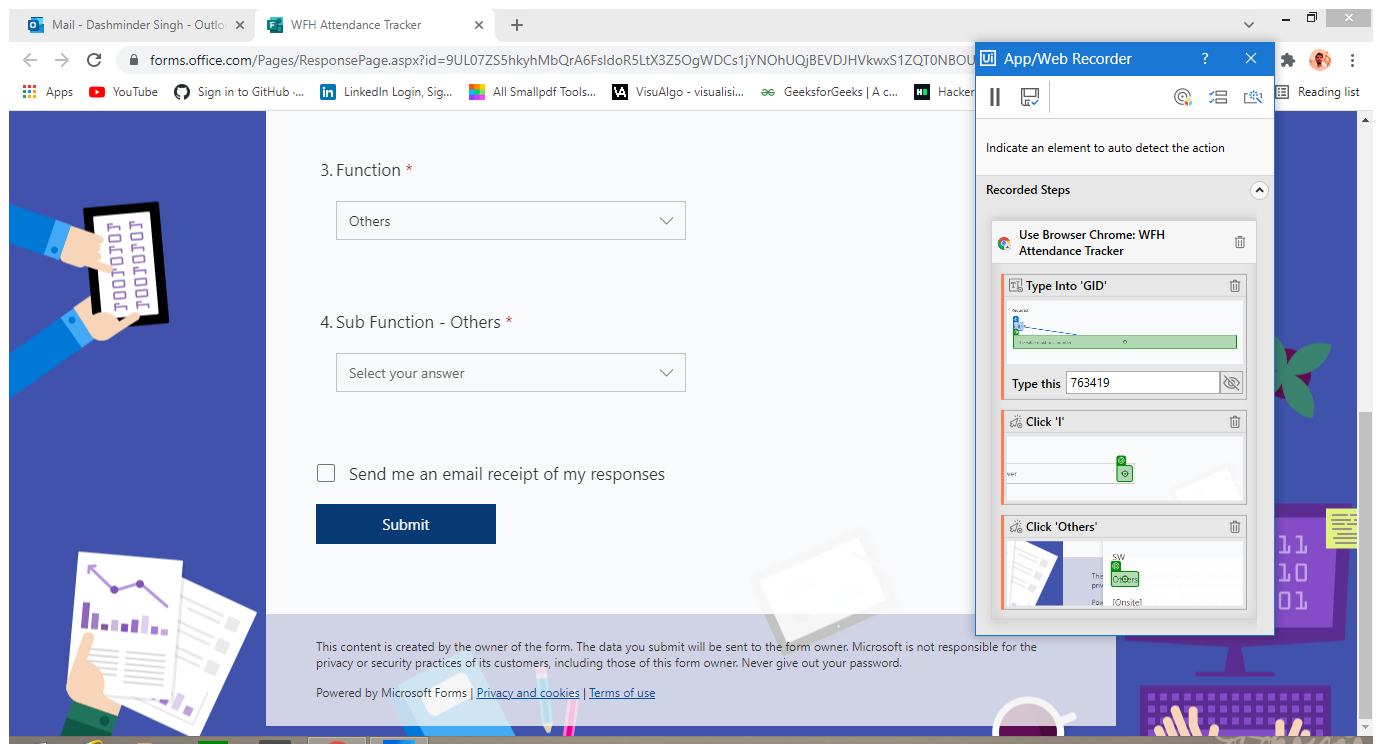 Mail - Dashminder Singh - Outlo
WFH Attendance Tracker
forms.office.com/Pages/ResponsePage.aspx?id=9UL07ZS5hkyhMbQrA6FsIdoR5LtX3Z5OgWDCs1jYNOhUQjBEVDJHVkwxS1ZQT0NBOU
Apps
YouTube
Sign in to GitHub ·...
LinkedIn Login, Sig...
All Smallpdf Tools...
VisuAlgo - visualisi...
GeeksforGeeks | A c...
Hacker
Reading list
3. Function *
Others
4. Sub Function - Others *
Select your answer
Send me an email receipt of my responses
Submit
This content is created by the owner of the form. The data you submit will be sent to the form owner. Microsoft is not responsible for the
privacy or security practices of its customers, including those of this form owner. Never give out your password.
Powered by Microsoft Forms | Privacy and cookies | Terms of use
Ui App/Web Recorder ?
Indicate an element to auto detect the action
Recorded Steps
Use Browser Chrome: WFH
Attendance Tracker
Type Into 'GID'
Required
Type this 763419
Click 'I'
ver
Click 'Others'
SW
Others
This
priv
Pow
[Onsite]
11
10
01